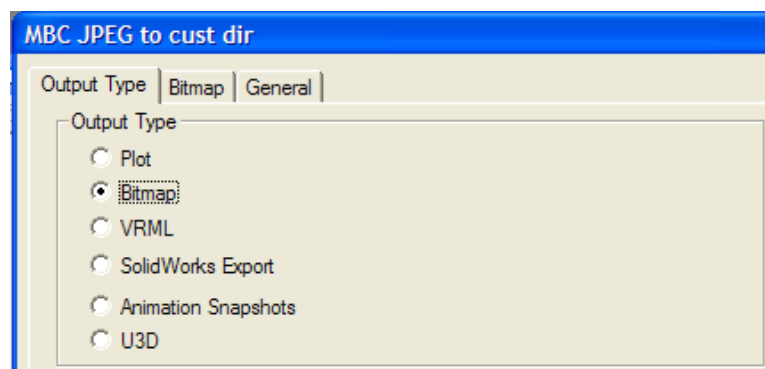 MBC JPEG to cust dir
Output Type Bitmap General
Output Type
Plot
Bitmap
VRML
SolidWorks Export
Animation Snapshots
U3D